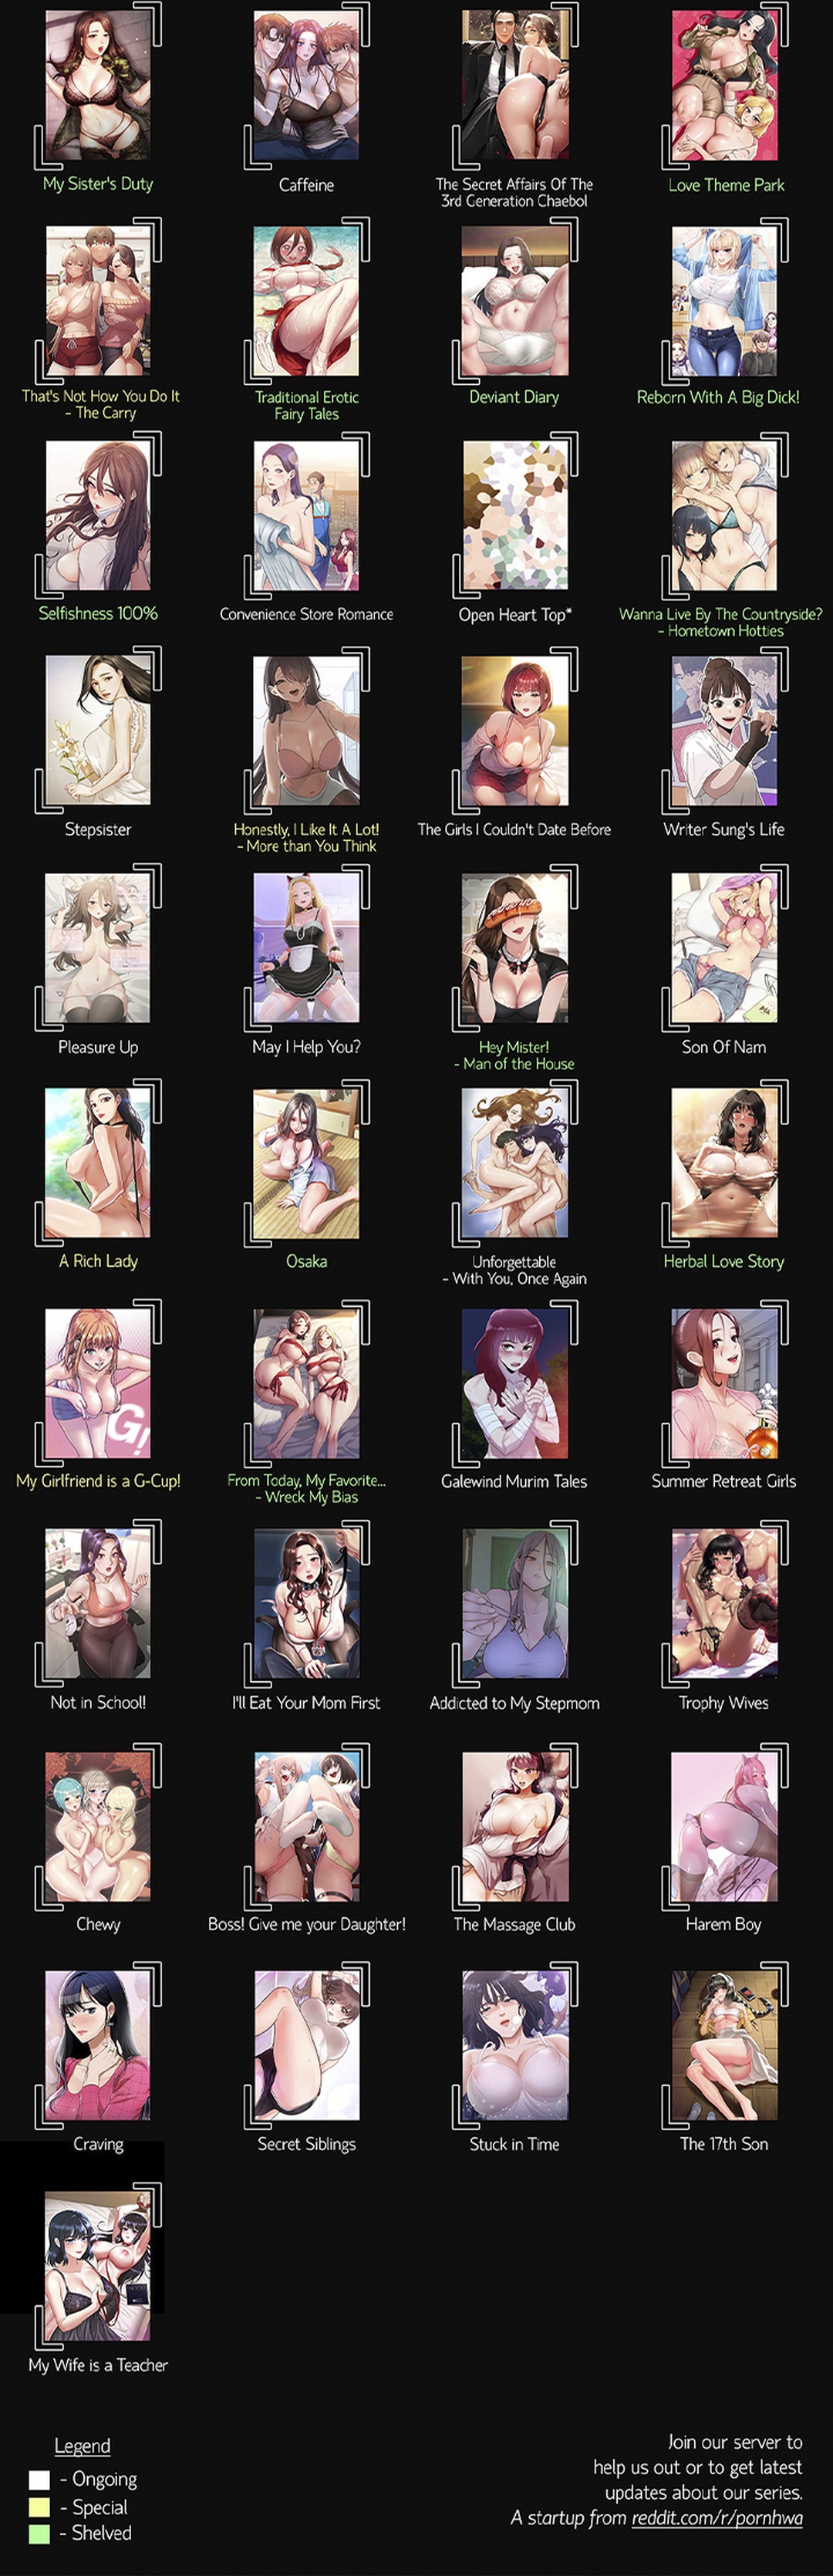 My Sister's Duty
Caffeine
The Secret Affairs Of The
3rd Generation Chaebol
Love Theme Park
That's Not How You Do It
- The Carry
Traditional Erotic
Fairy Tales
Deviant Diary
Reborn With A Big Dick!
Selfishness 100%
Convenience Store Romance
Open Heart Top*
Wanna Live By The Countryside?
- Hometown Hotties
Stepsister
Honestly, I Like It A Lot!
- More than You Think
The Girls I Couldn't Date Before
Writer Sung's Life
Pleasure Up
May I Help You?
Hey Mister!
- Man of the House
Son Of Nam
A Rich Lady
Osaka
Unforgettable
- With You, Once Again
Herbal Love Story
G!
My Girlfriend is a G-Cup!
From Today, My Favorite...
- Wreck My Bias
Galewind Murim Tales
Summer Retreat Girls
Not in School!
I'll Eat Your Mom First
Addicted to My Stepmom
Trophy Wives
Chewy
Boss! Give me your Daughter!
The Massage Club
Harem Boy
Craving
Secret Siblings
Stuck in Time
The 17th Son
My Wife is a Teacher
Legend
- Ongoing
- Special
- Shelved
Join our server to
help us out or to get latest
updates about our series.
A startup from reddit.com/r/pornhwa